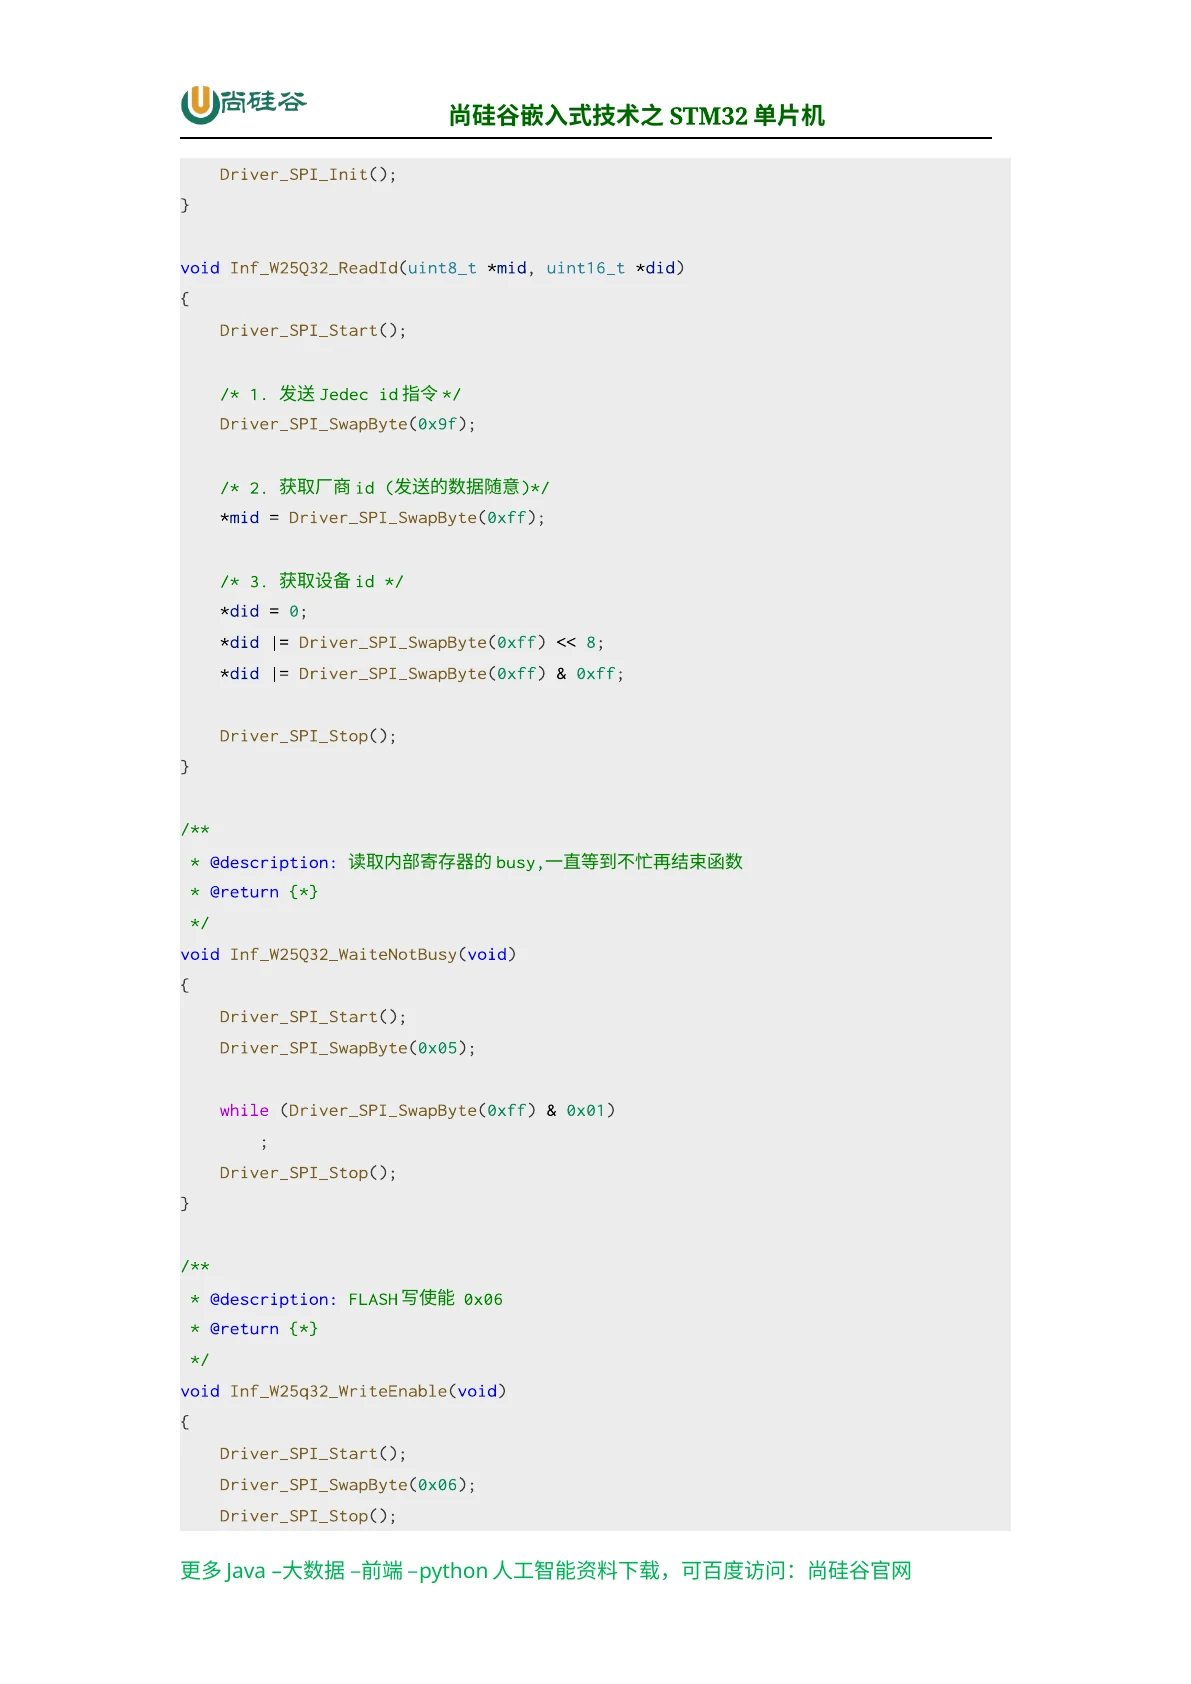 尚硅谷
尚硅谷嵌入式技术之 STM32 单片机
    Driver_SPI_Init();
}

void Inf_W25Q32_ReadId(uint8_t *mid, uint16_t *did)
{
    Driver_SPI_Start();

    /* 1. 发送 Jedec id 指令 */
    Driver_SPI_SwapByte(0x9f);

    /* 2. 获取厂商 id (发送的数据随意)*/
    *mid = Driver_SPI_SwapByte(0xff);

    /* 3. 获取设备 id */
    *did = 0;
    *did |= Driver_SPI_SwapByte(0xff) << 8;
    *did |= Driver_SPI_SwapByte(0xff) & 0xff;

    Driver_SPI_Stop();
}

/**
 * @description: 读取内部寄存器的 busy,一直等到不忙再结束函数
 * @return {*}
 */
void Inf_W25Q32_WaiteNotBusy(void)
{
    Driver_SPI_Start();
    Driver_SPI_SwapByte(0x05);

    while (Driver_SPI_SwapByte(0xff) & 0x01)
        ;
    Driver_SPI_Stop();
}

/**
 * @description: FLASH 写使能 0x06
 * @return {*}
 */
void Inf_W25q32_WriteEnable(void)
{
    Driver_SPI_Start();
    Driver_SPI_SwapByte(0x06);
    Driver_SPI_Stop();
更多 Java –大数据 –前端 –python 人工智能资料下载，可百度访问：尚硅谷官网